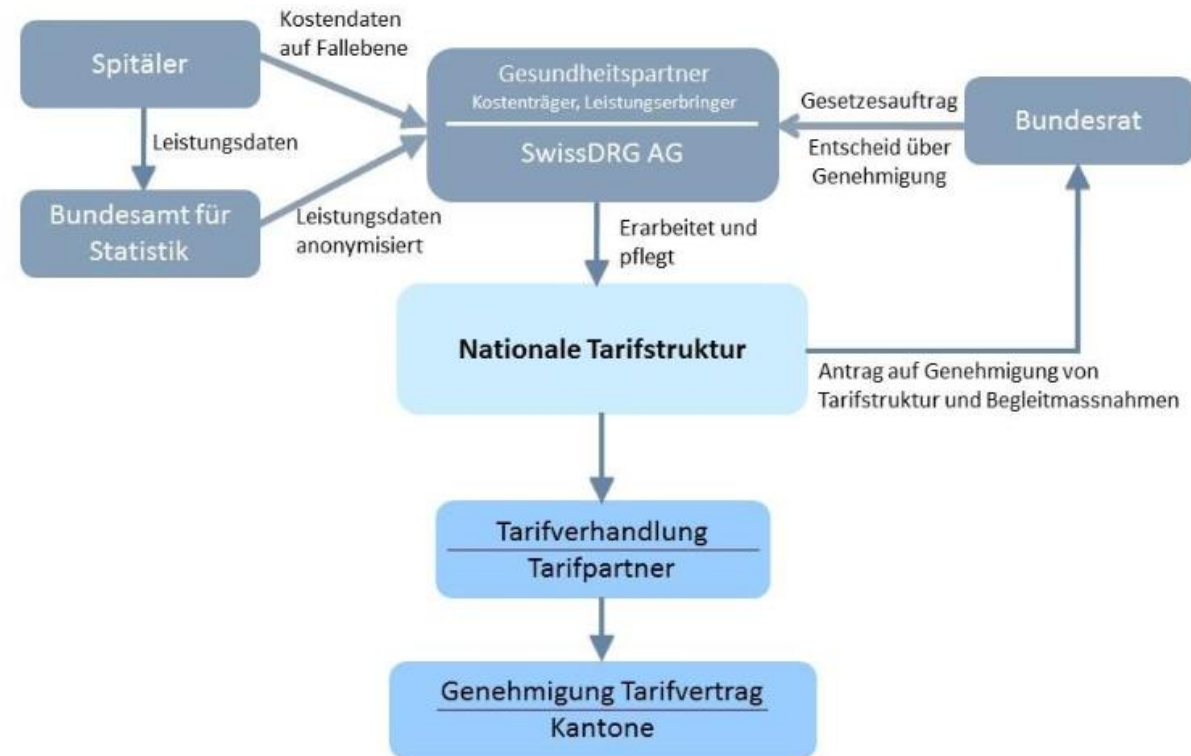 Kostendaten
auf Fallebene
Spitäler
Leistungsdaten
Bundesamt für
Statistik
Leistungsdaten
anonymisiert
Gesundheitspartner
Kostenträger, Leistungserbringer
SwissDRG AG
Gesetzesauftrag
Entscheid über
Genehmigung
Bundesrat
Erarbeitet und
pflegt
Nationale Tarifstruktur
Antrag auf Genehmigung von
Tarifstruktur und Begleitmassnahmen
Tarifverhandlung
Tarifpartner
Genehmigung Tarifvertrag
Kantone